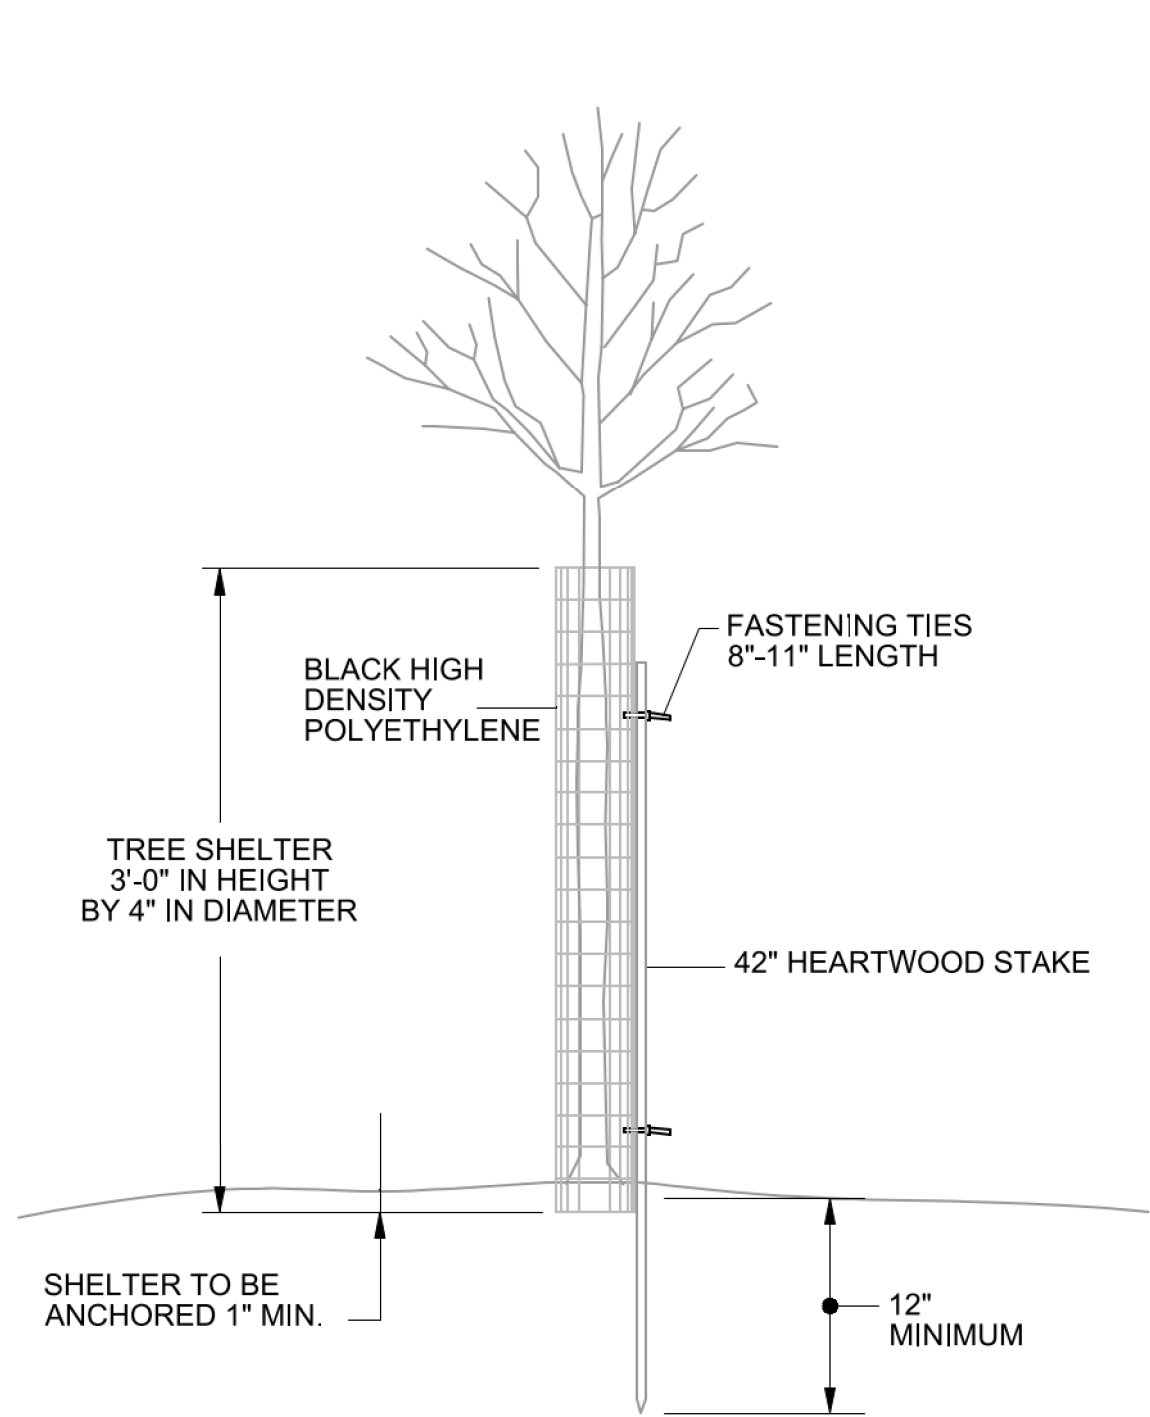 FASTENING TIES
8"-11" LENGTH
BLACK HIGH
DENSITY
POLYETHYLENE
TREE SHELTER
3'-0" IN HEIGHT
BY 4" IN DIAMETER
42" HEARTWOOD STAKE
SHELTER TO BE
ANCHORED 1" MIN.
12"
MINIMUM